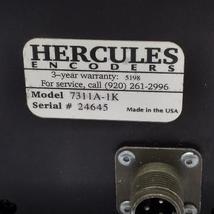 HERCULES
ENCODERS
3-year warranty: 5198
For service, call (920) 261-2996
Model 7311A-1K
Serial # 24645
Made in the USA